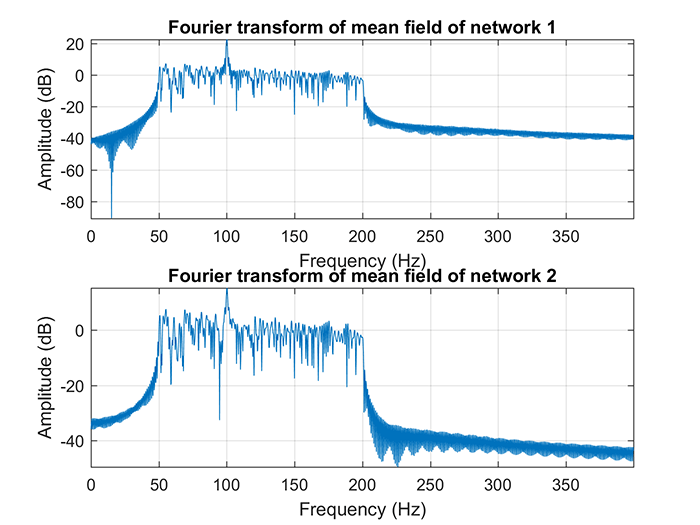 Fourier transform of mean field of network 1
20
0
-20
-40
-60
-80
Amplitude (dB)
0 50 100 150 200 250 300 350
Frequency (Hz)
Fourier transform of mean field of network 2
0
-20
-40
Amplitude (dB)
0 50 100 150 200 250 300 350
Frequency (Hz)